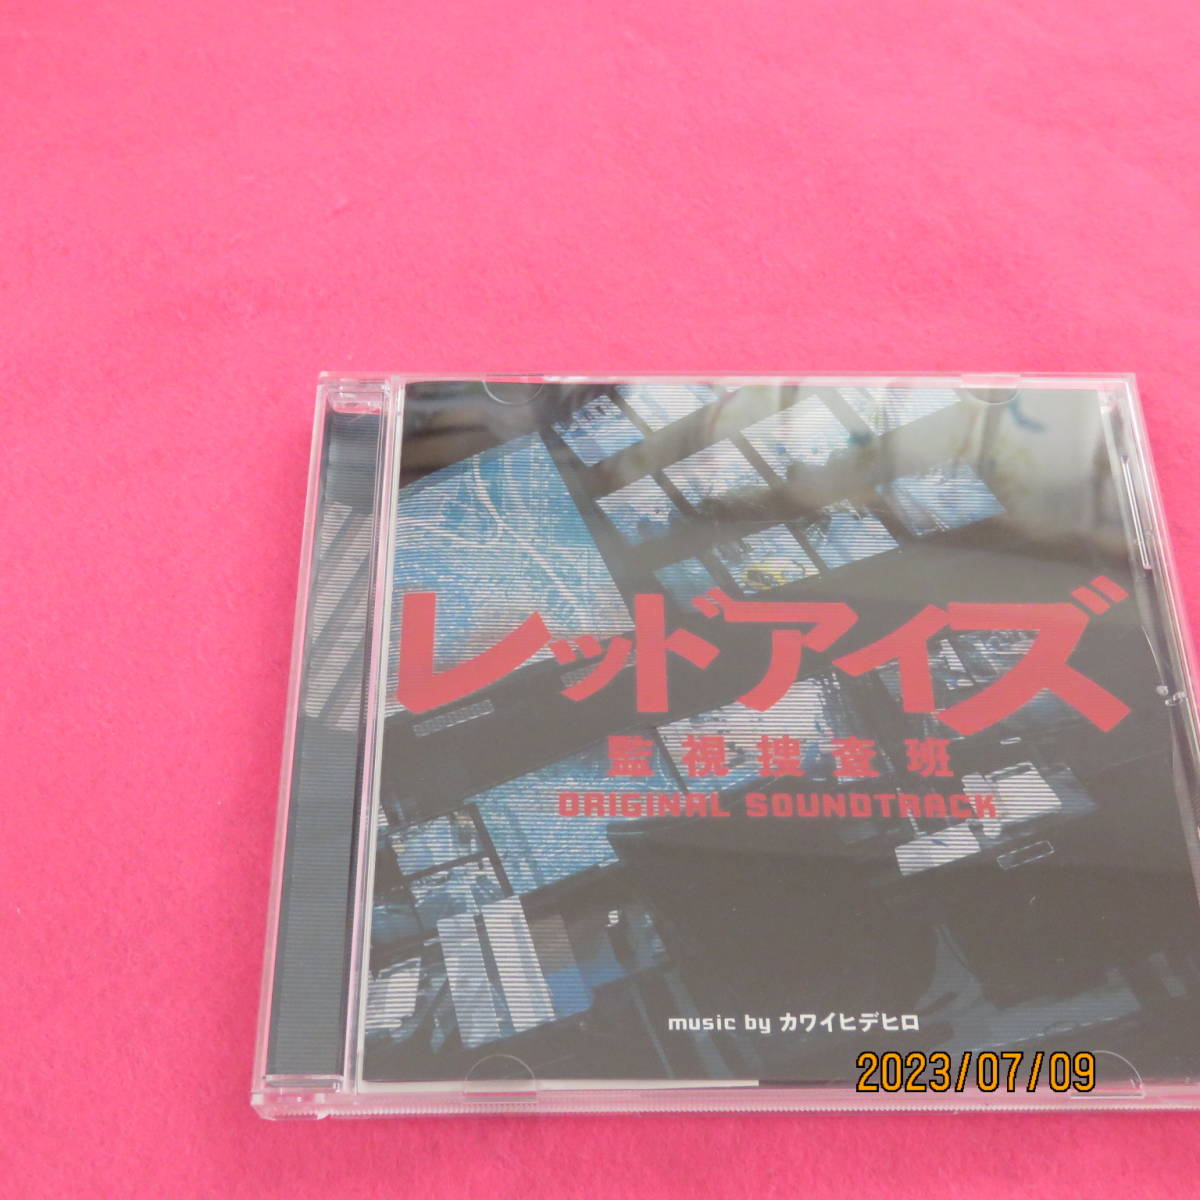 レッドアイズ
監視捜査班
ORIGINAL SOUNDTRACK
music by カワイヒデヒロ
2023/07/09